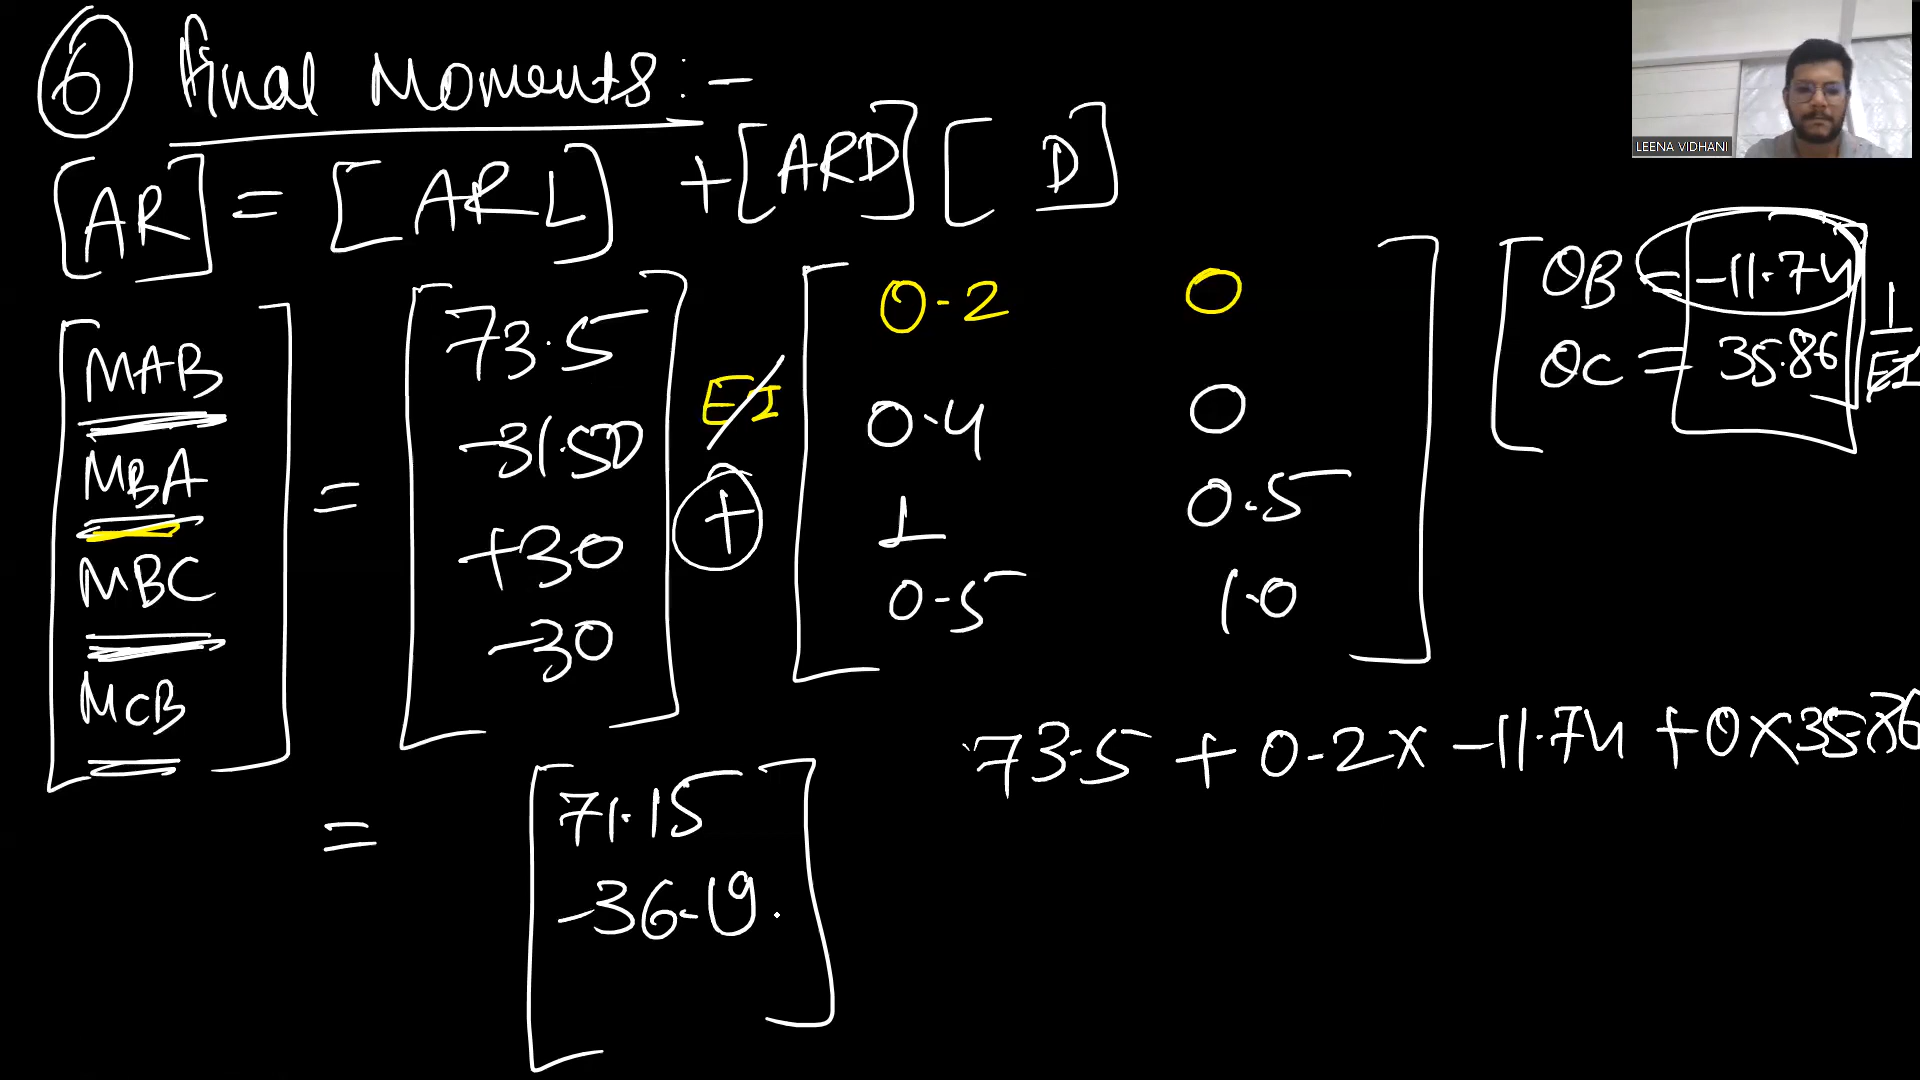 6 final Moments:-
[AR] = [ARL] + [ARD] [D]
MAB
MBA
MBC
MCB
=
73.5
-31.50
+30
-30
EI
+
0.2 0
0.4 0
1 0.5
0.5 1.0
θB = -11.74
θC = 35.86
1
EI
73.5 + 0.2 x -11.74 + 0 x 35.86
=
71.15
-36.19.
LEENA VIDHANI